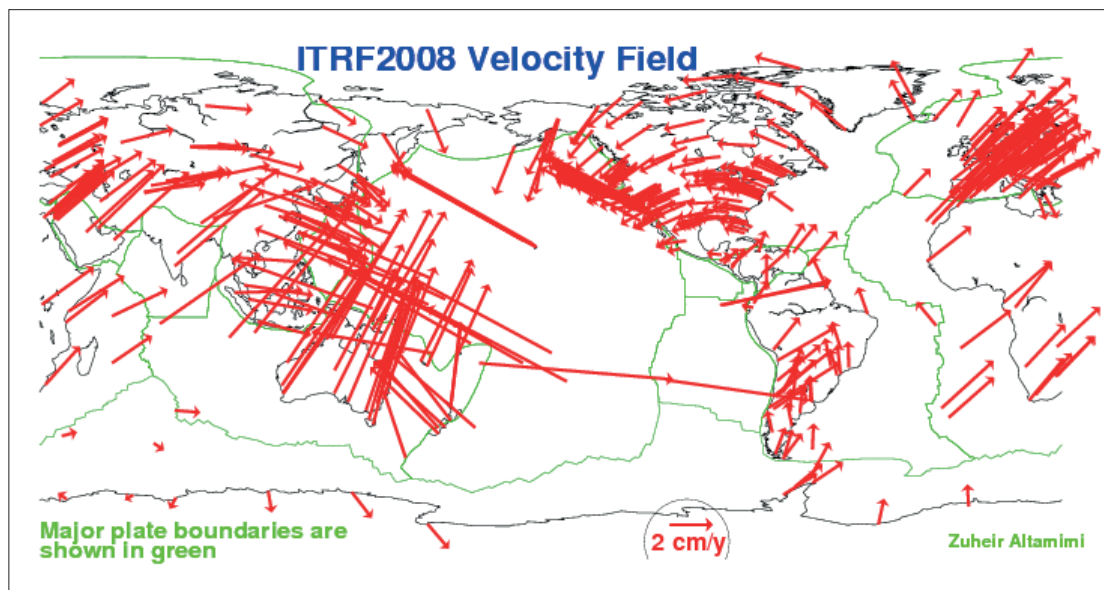 ITRF2008 Velocity Field
Major plate boundaries are
shown in green
2 cm/y
Zuheir Altamimi